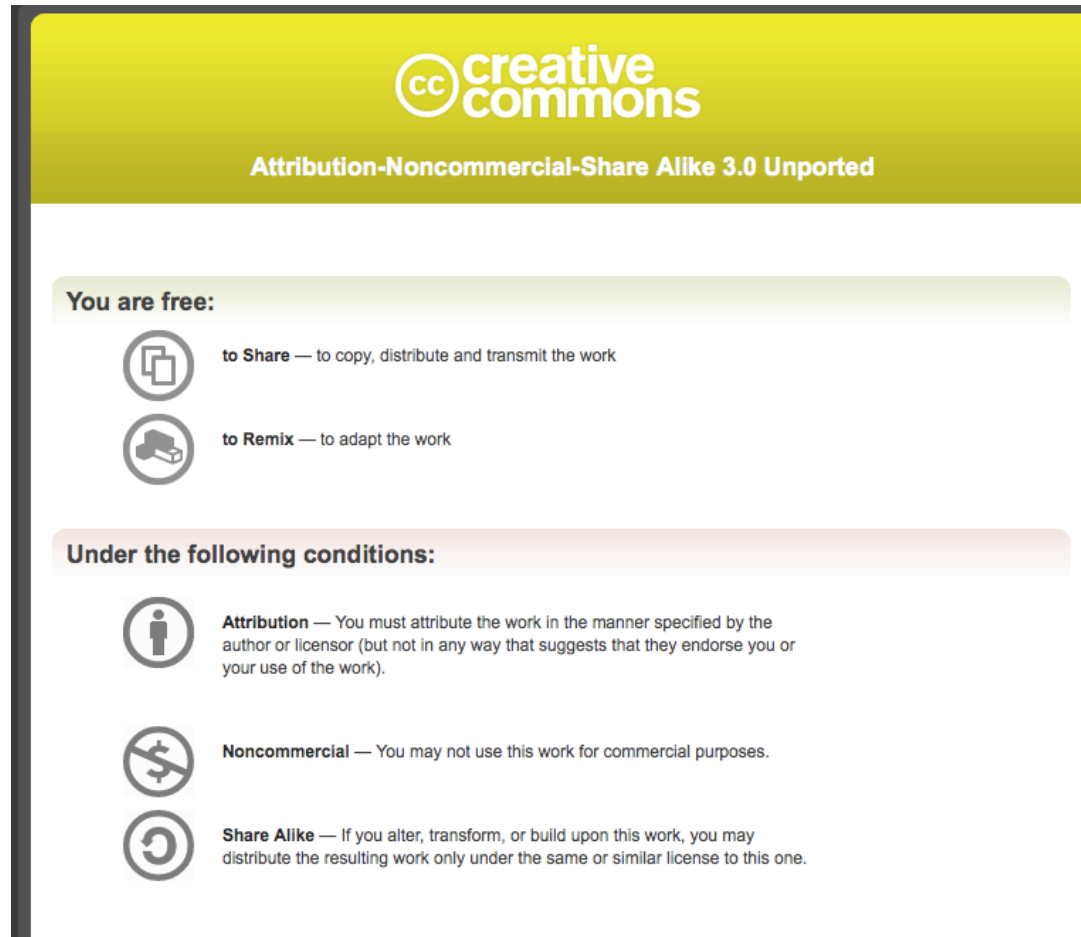 cc creative
commons
Attribution-Noncommercial-Share Alike 3.0 Unported
You are free:
to Share — to copy, distribute and transmit the work
to Remix — to adapt the work
Under the following conditions:
Attribution — You must attribute the work in the manner specified by the
author or licensor (but not in any way that suggests that they endorse you or
your use of the work).
$
Noncommercial — You may not use this work for commercial purposes.
Share Alike — If you alter, transform, or build upon this work, you may
distribute the resulting work only under the same or similar license to this one.